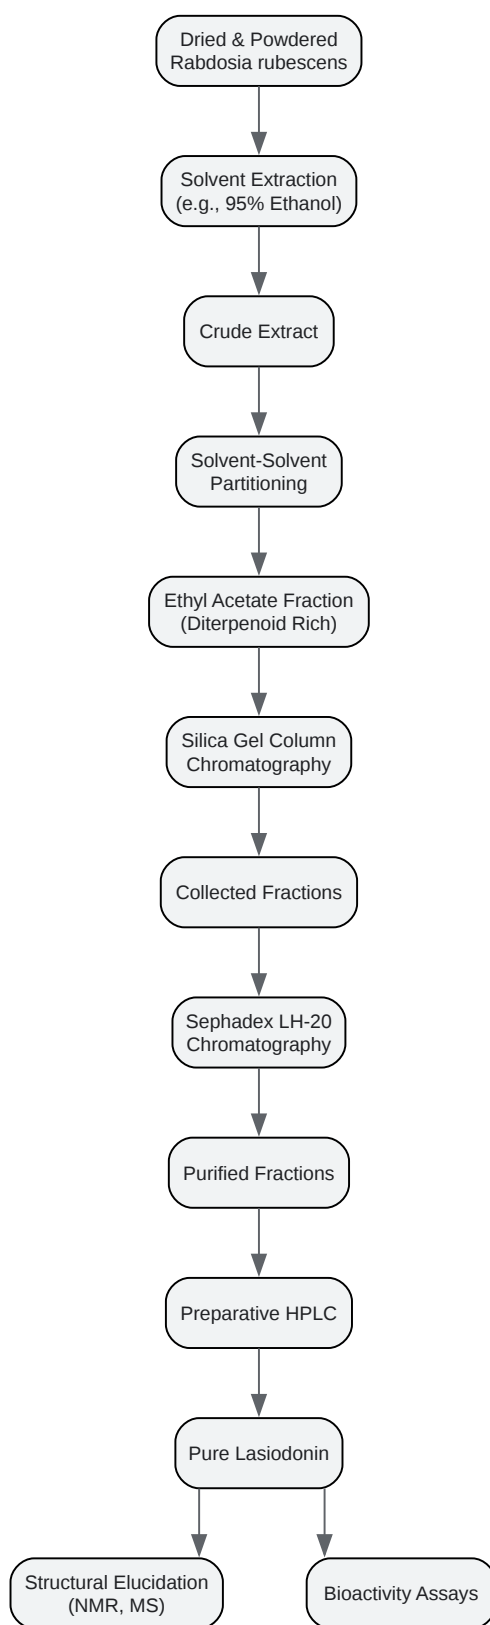 Dried & Powdered
Rabdosia rubescens
Solvent Extraction
(e.g., 95% Ethanol)
Crude Extract
Solvent-Solvent
Partitioning
Ethyl Acetate Fraction
(Diterpenoid Rich)
Silica Gel Column
Chromatography
Collected Fractions
Sephadex LH-20
Chromatography
Purified Fractions
Preparative HPLC
Pure Lasiodonin
Structural Elucidation
(NMR, MS)
Bioactivity Assays